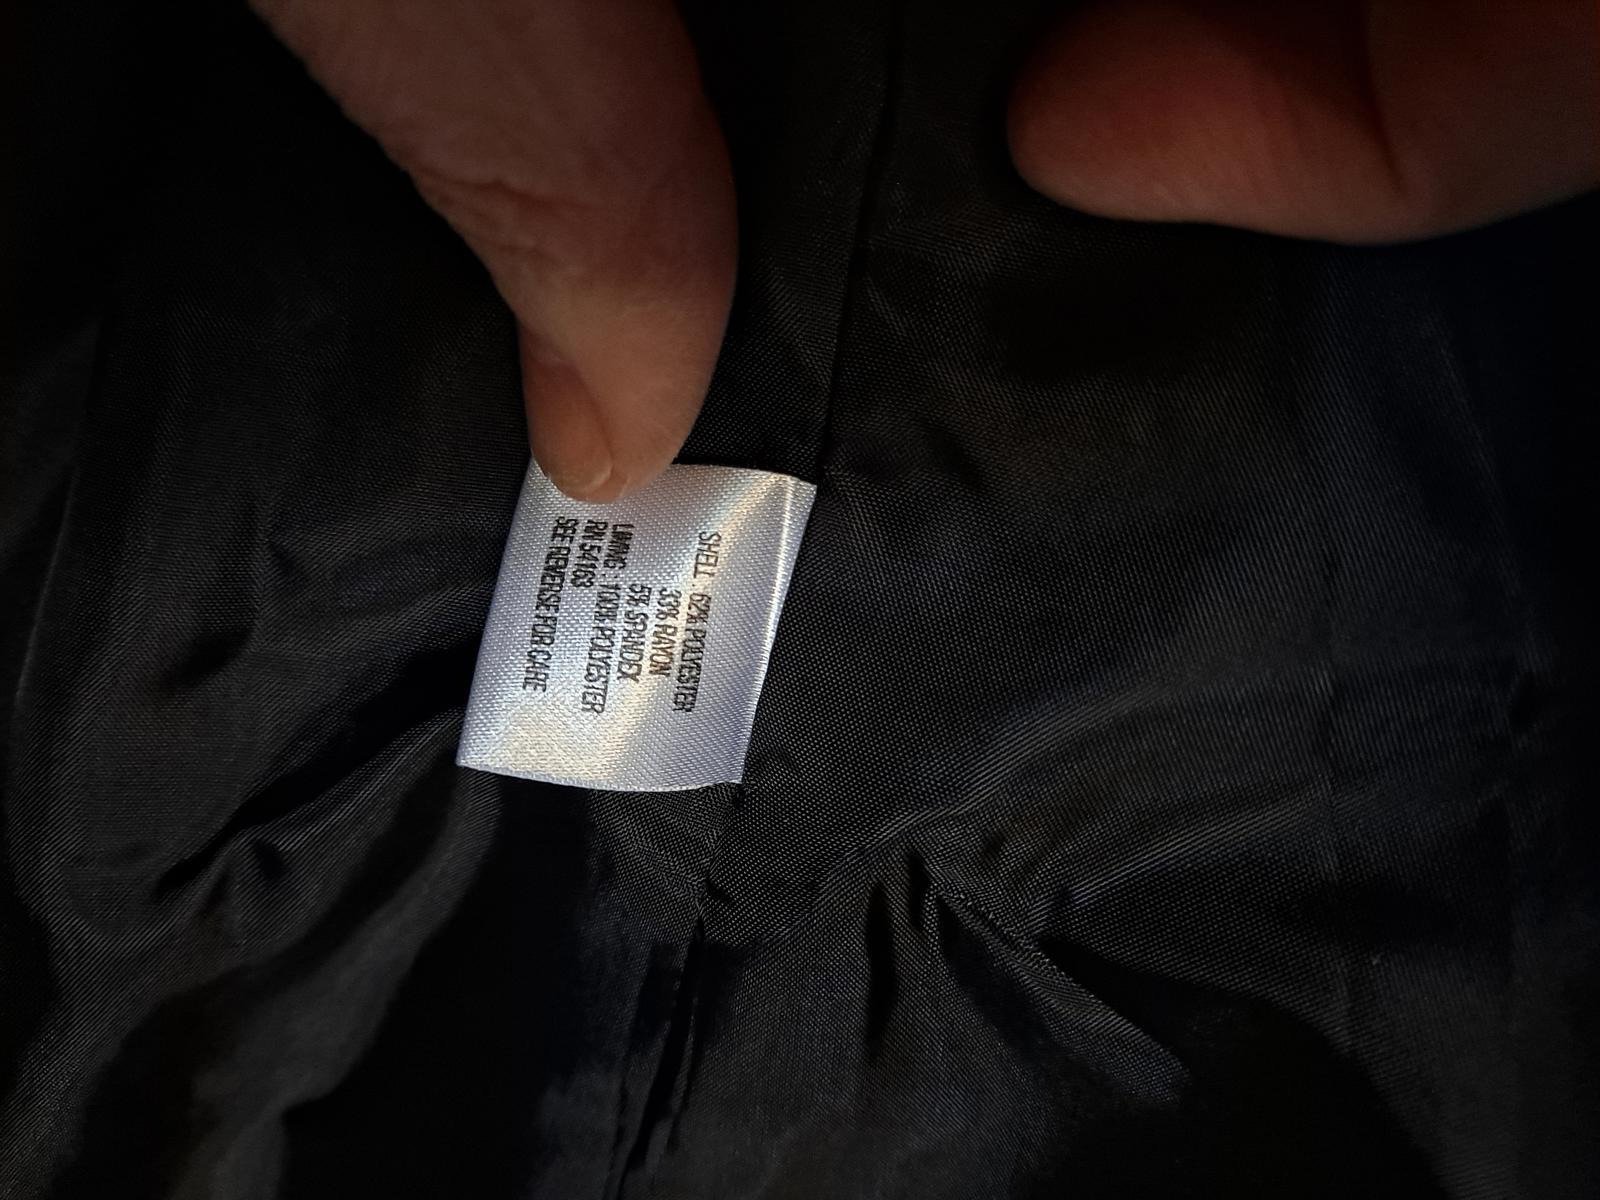 SHELL : 62% POLYESTER
33% RAYON
5% SPANDEX
LINING : 100% POLYESTER
RN 54163
SEE REVERSE FOR CARE